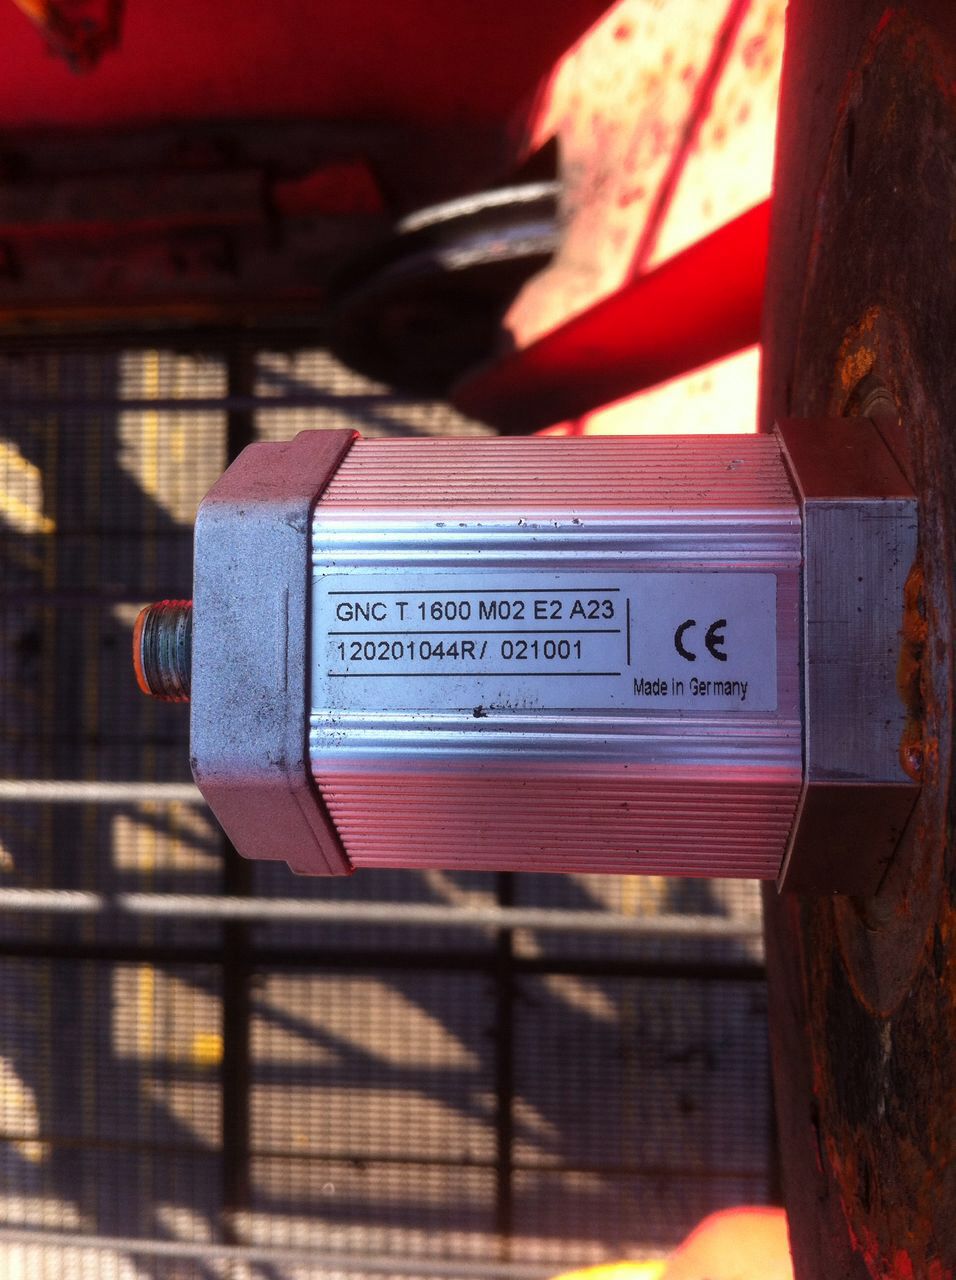 GNC T 1600 M02 E2 A23
120201044R/ 021001
CE
Made in Germany